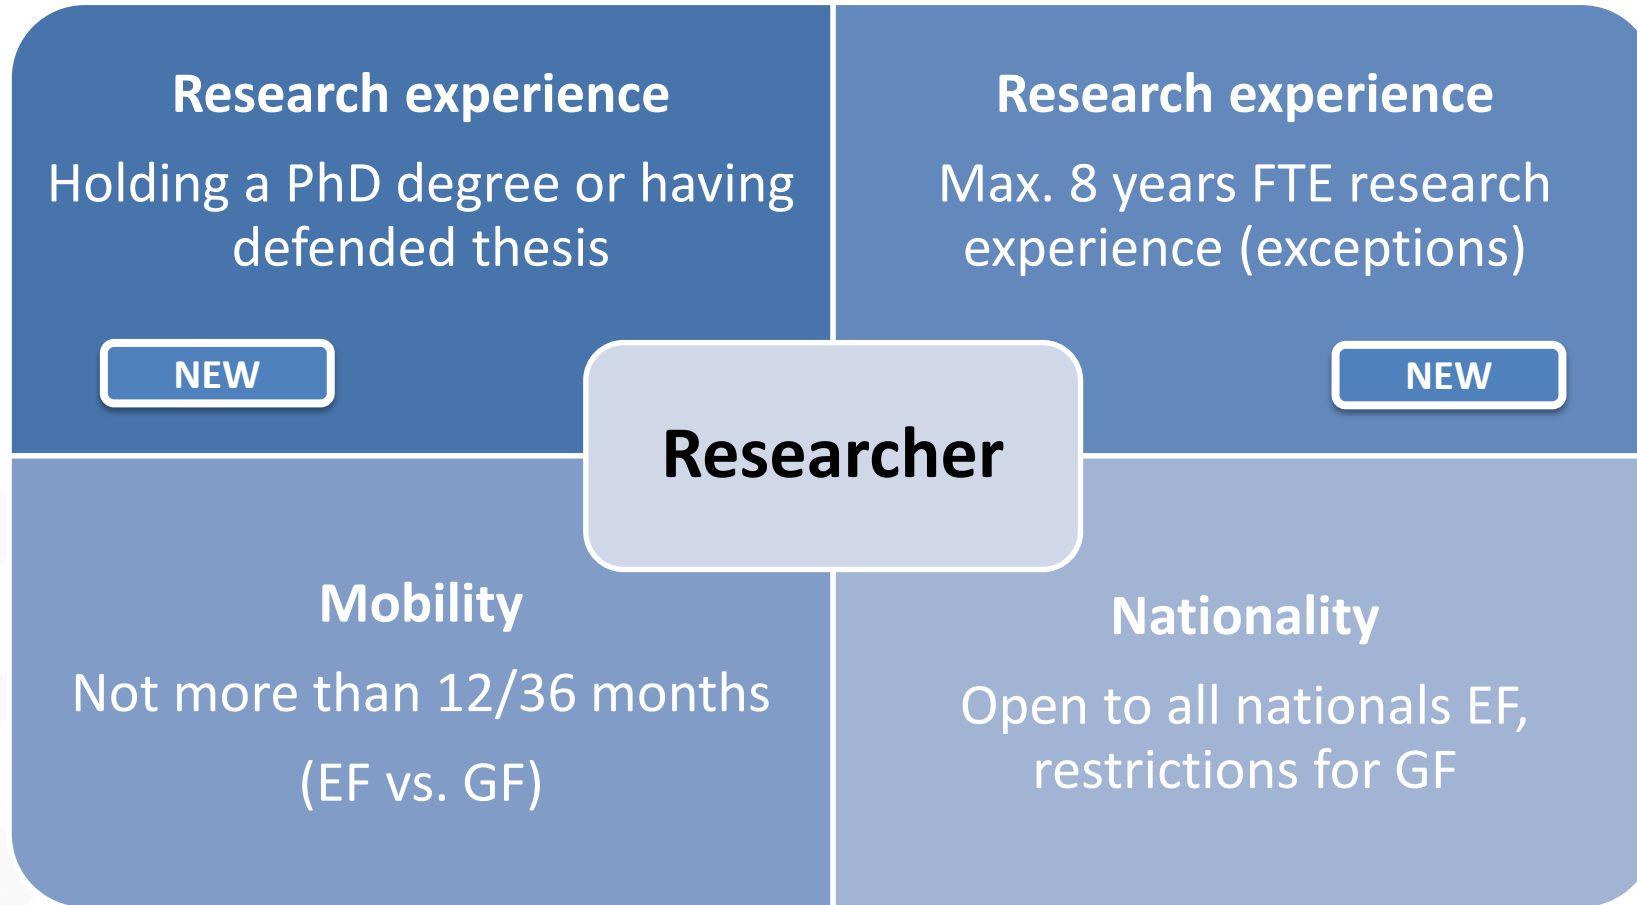 Research experience
Holding a PhD degree or having
defended thesis
NEW
Research experience
Max. 8 years FTE research
experience (exceptions)
NEW
Researcher
Mobility
Not more than 12/36 months
(EF vs. GF)
Nationality
Open to all nationals EF,
restrictions for GF